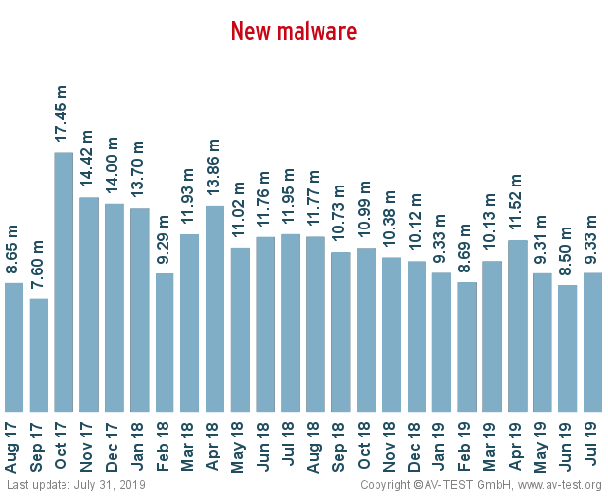 New malware
8.65 m
7.60 m
17.45 m
14.42 m
14.00 m
13.70 m
9.29 m
11.93 m
13.86 m
11.02 m
11.76 m
11.95 m
11.77 m
10.73 m
10.99 m
10.38 m
10.12 m
9.33 m
8.69 m
10.13 m
11.52 m
9.31 m
8.50 m
9.33 m
Aug 17
Sep 17
Oct 17
Nov 17
Dec 17
Jan 18
Feb 18
Mar 18
Apr 18
May 18
Jun 18
Jul 18
Aug 18
Sep 18
Oct 18
Nov 18
Dec 18
Jan 19
Feb 19
Mar 19
Apr 19
May 19
Jun 19
Jul 19
Last update: July 31, 2019
Copyright ©AV-TEST GmbH, www.av-test.org